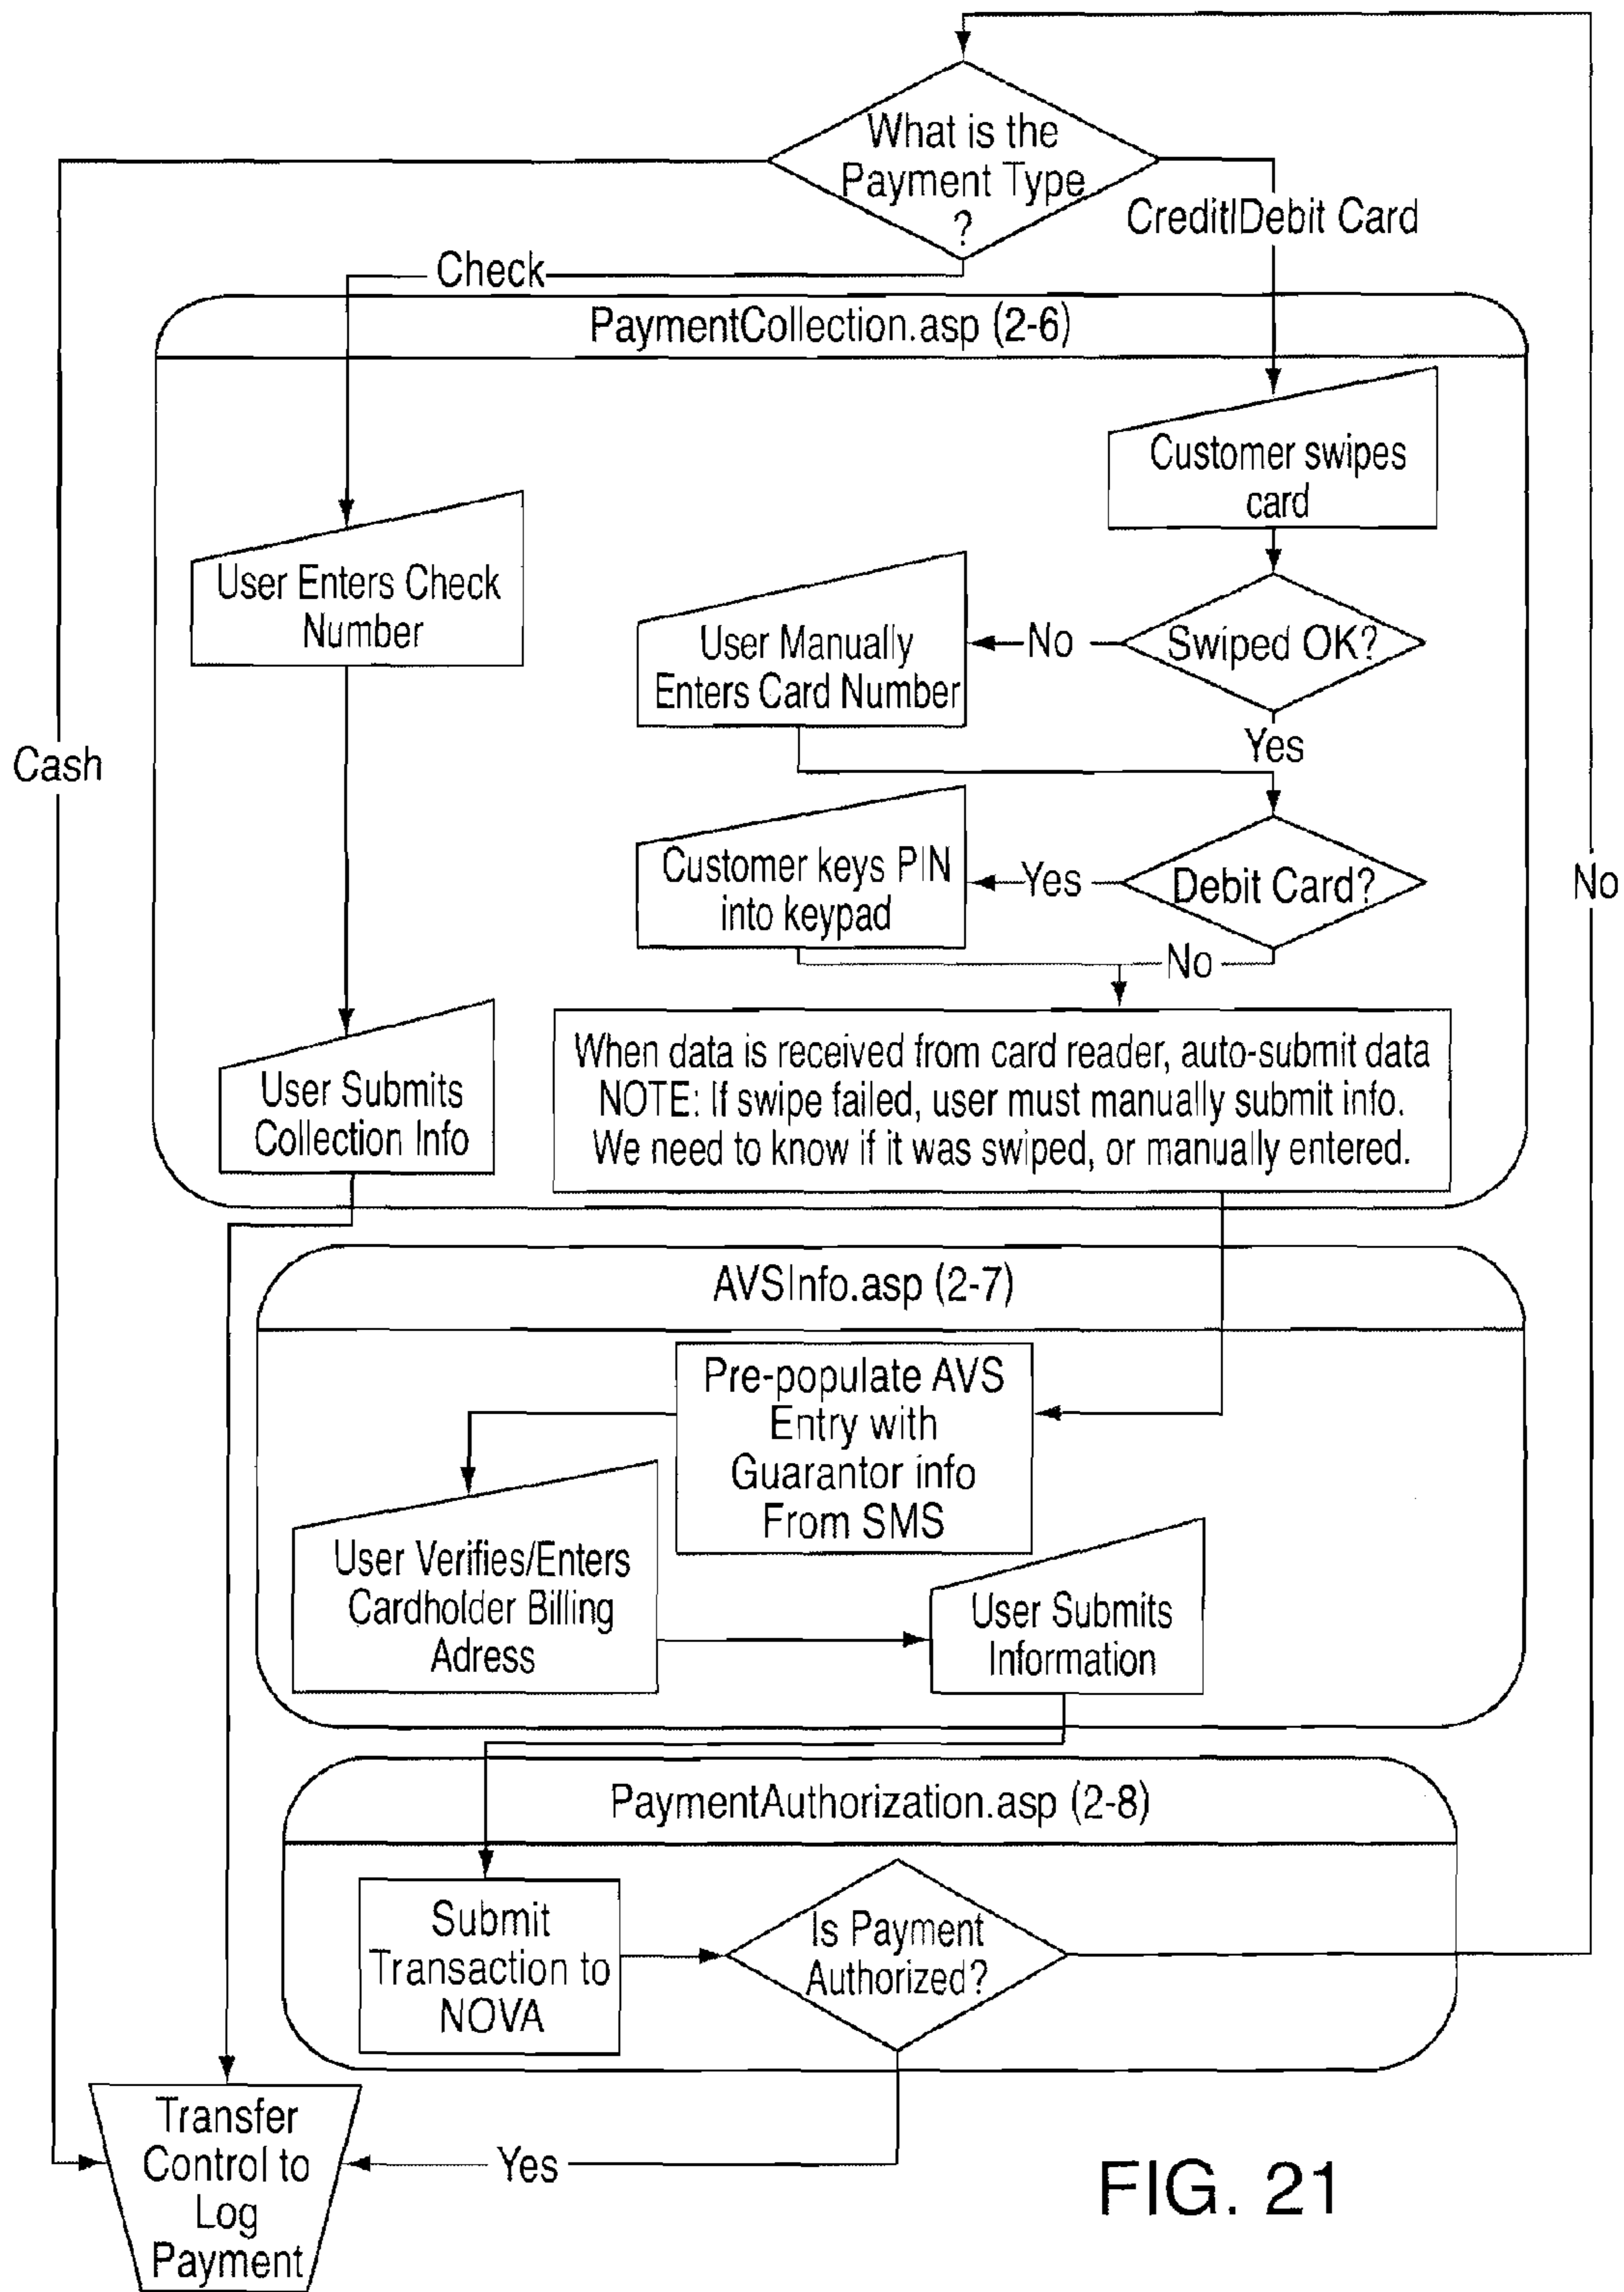 What is the
Payment Type
?
Credit|Debit Card
Check
PaymentCollection.asp (2-6)
Customer swipes
card
User Enters Check
Number
User Manually
Enters Card Number
No
Swiped OK?
Yes
Cash
Customer keys PIN
into keypad
Yes
Debit Card?
No
No
When data is received from card reader, auto-submit data
NOTE: If swipe failed, user must manually submit info.
We need to know if it was swiped, or manually entered.
User Submits
Collection Info
AVSInfo.asp (2-7)
Pre-populate AVS
Entry with
Guarantor info
From SMS
User Verifies/Enters
Cardholder Billing
Adress
User Submits
Information
PaymentAuthorization.asp (2-8)
Submit
Transaction to
NOVA
Is Payment
Authorized?
Transfer
Control to
Log
Payment
Yes
FIG. 21